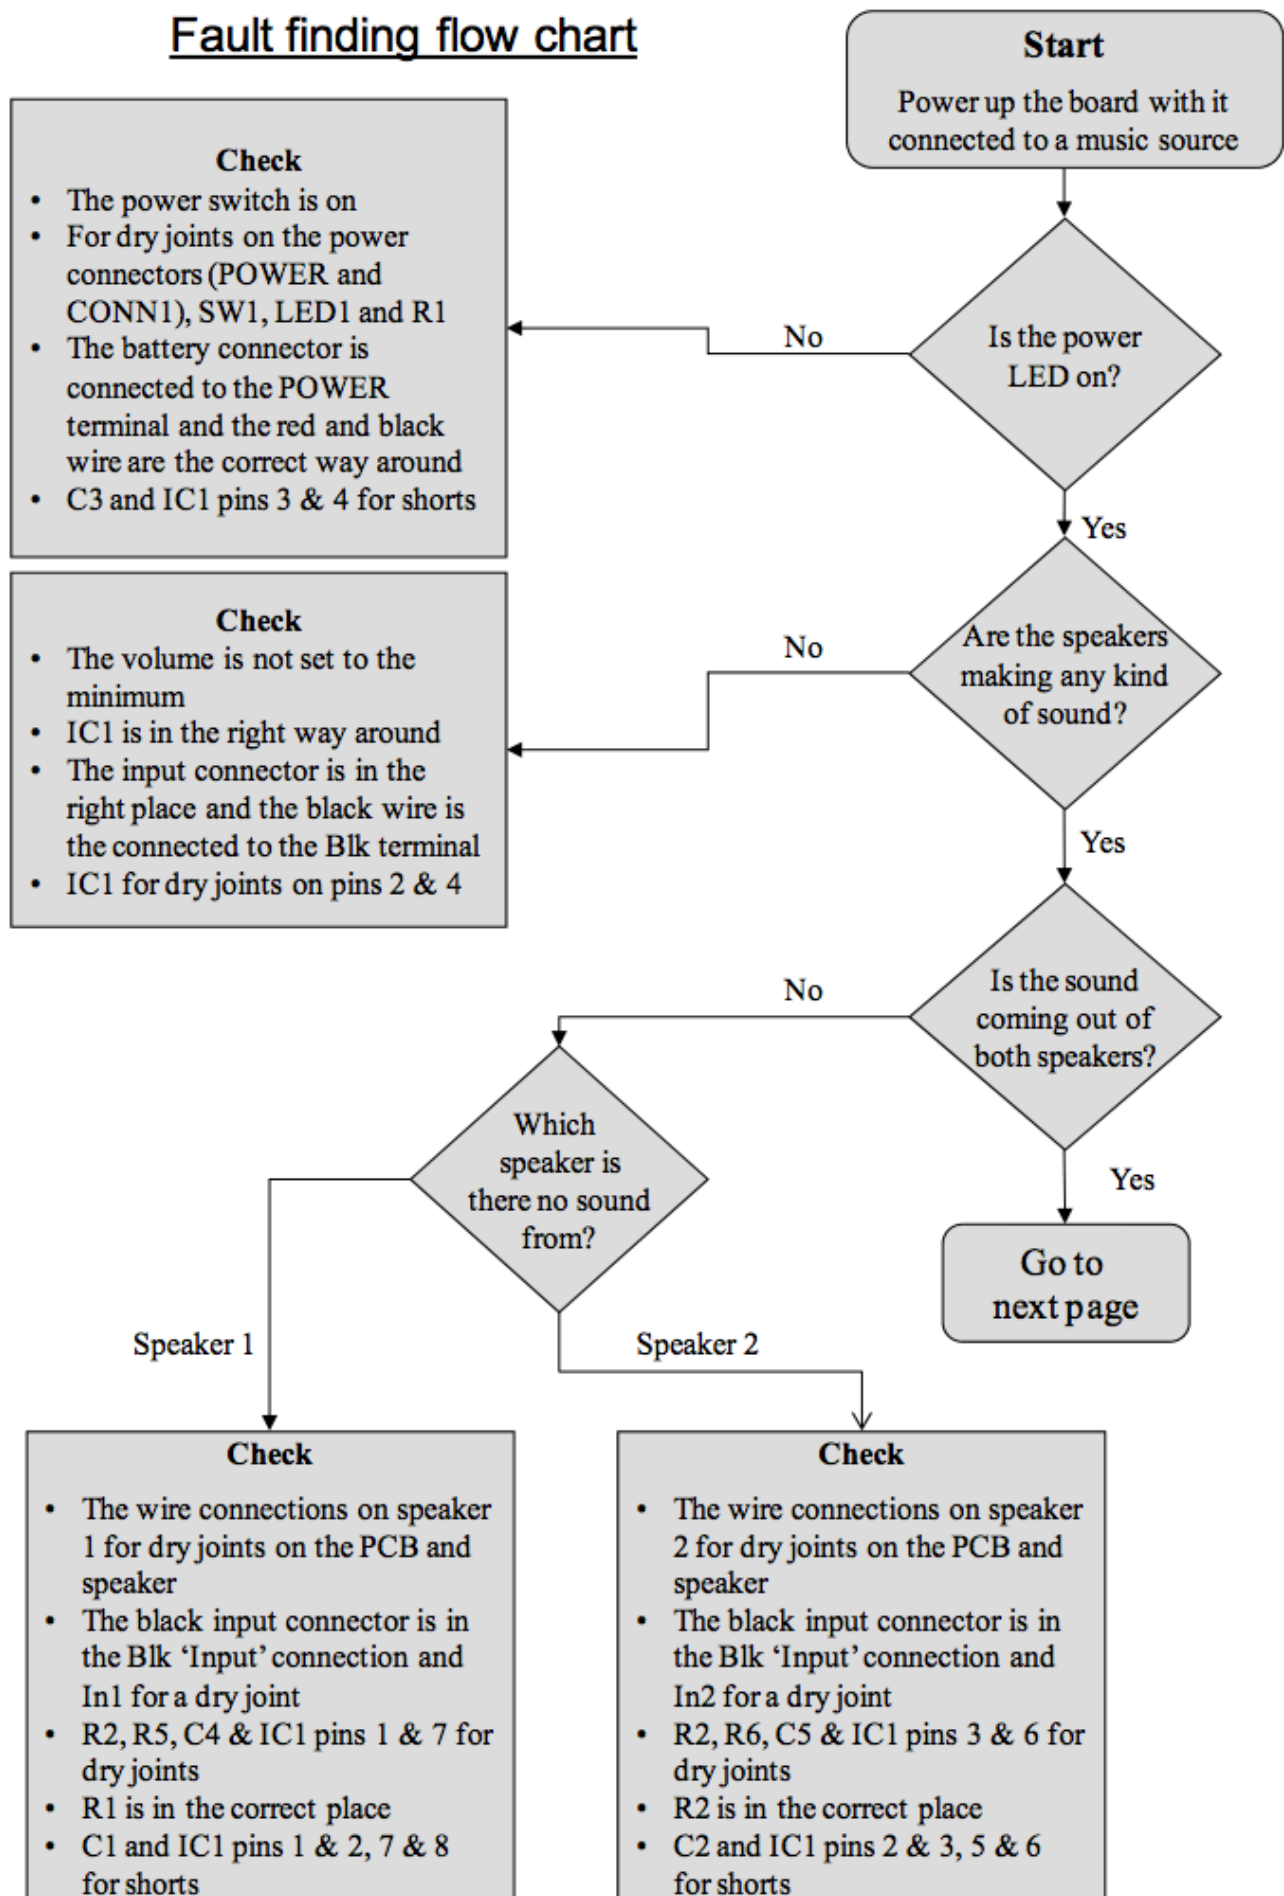 Fault finding flow chart
Start
Power up the board with it
connected to a music source
Check
• The power switch is on
• For dry joints on the power
connectors (POWER and
CONN1), SW1, LED1 and R1
• The battery connector is
connected to the POWER
terminal and the red and black
wire are the correct way around
• C3 and IC1 pins 3 & 4 for shorts
No
Is the power
LED on?
Yes
Check
• The volume is not set to the
minimum
• IC1 is in the right way around
• The input connector is in the
right place and the black wire is
the connected to the Blk terminal
• IC1 for dry joints on pins 2 & 4
No
Are the speakers
making any kind
of sound?
Yes
No
Is the sound
coming out of
both speakers?
Yes
Go to
next page
Which
speaker is
there no sound
from?
Speaker 1
Speaker 2
Check
• The wire connections on speaker
1 for dry joints on the PCB and
speaker
• The black input connector is in
the Blk ‘Input’ connection and
In1 for a dry joint
• R2, R5, C4 & IC1 pins 1 & 7 for
dry joints
• R1 is in the correct place
• C1 and IC1 pins 1 & 2, 7 & 8
for shorts
Check
• The wire connections on speaker
2 for dry joints on the PCB and
speaker
• The black input connector is in
the Blk ‘Input’ connection and
In2 for a dry joint
• R2, R6, C5 & IC1 pins 3 & 6 for
dry joints
• R2 is in the correct place
• C2 and IC1 pins 2 & 3, 5 & 6
for shorts